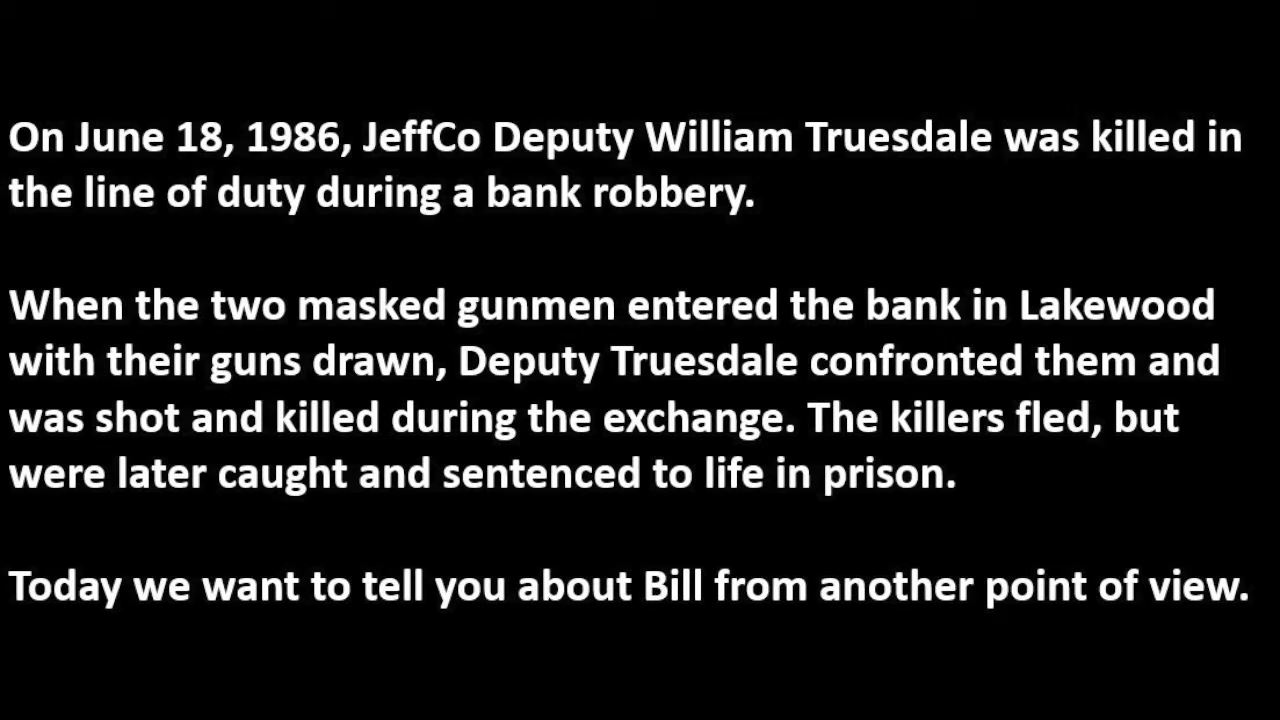 On June 18, 1986, JeffCo Deputy William Truesdale was killed in
the line of duty during a bank robbery.
When the two masked gunmen entered the bank in Lakewood
with their guns drawn, Deputy Truesdale confronted them and
was shot and killed during the exchange. The killers fled, but
were later caught and sentenced to life in prison.
Today we want to tell you about Bill from another point of view.